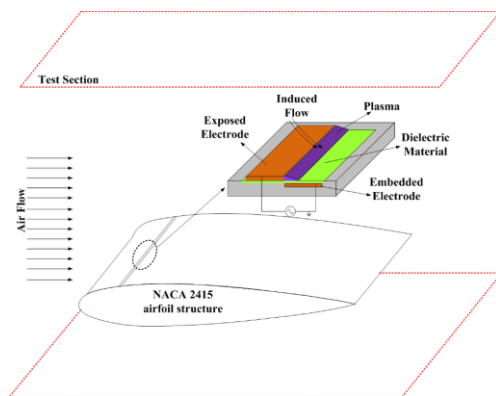 Test Section
Induced
Flow
Plasma
Exposed
Electrode
Dielectric
Material
Embedded
Electrode
Air Flow
NACA 2415
airfoil structure